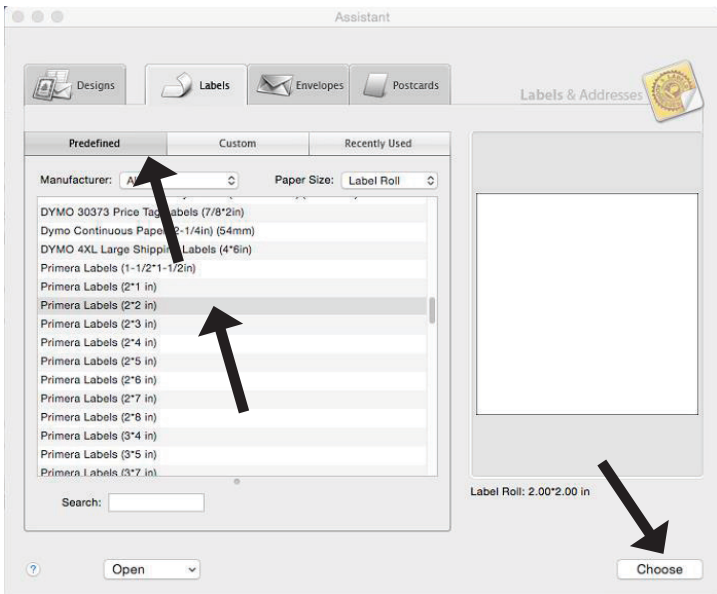 Assistant
Designs
Labels
Envelopes
Postcards
Labels & Addresses
Predefined
Custom
Recently Used
Manufacturer:
Paper Size: Label Roll
DYMO 30373 Price Tag Labels (7/8*2in)
Dymo Continuous Paper (2-1/4in) (54mm)
DYMO 4XL Large Shipping Labels (4*6in)
Primera Labels (1-1/2*1-1/2in)
Primera Labels (2*1 in)
Primera Labels (2*2 in)
Primera Labels (2*3 in)
Primera Labels (2*4 in)
Primera Labels (2*5 in)
Primera Labels (2*6 in)
Primera Labels (2*7 in)
Primera Labels (2*8 in)
Primera Labels (3*4 in)
Primera Labels (3*5 in)
Primera Labels (3*7 in)
Search:
Label Roll: 2.00*2.00 in
?
Open
Choose